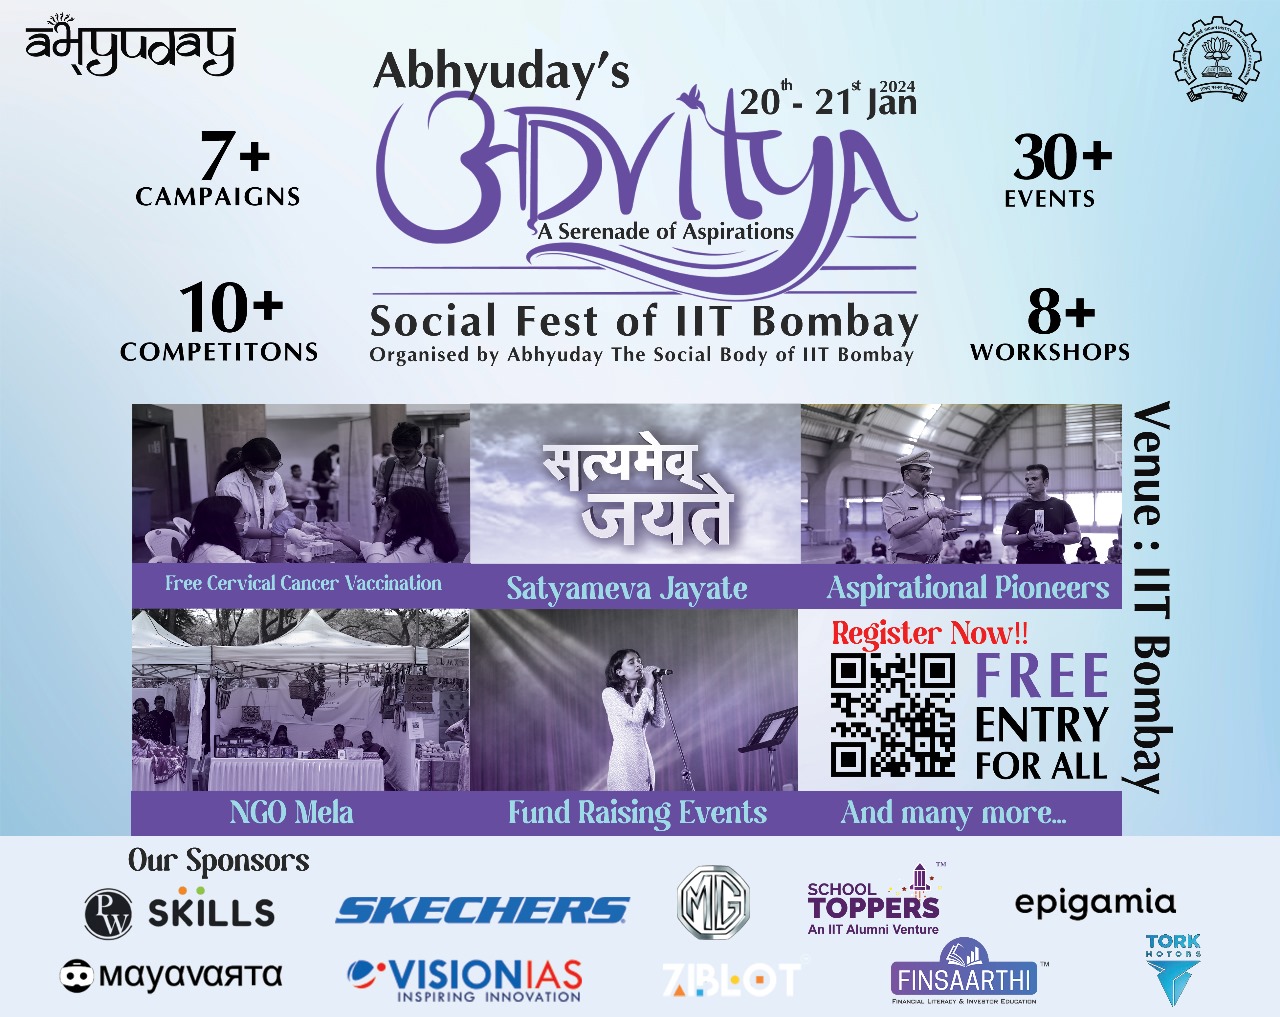 abhyuday
Abhyuday's
20th - 21st Jan 2024
अDvitya
A Serenade of Aspirations
7+
CAMPAIGNS
30+
EVENTS
10+
COMPETITONS
8+
WORKSHOPS
Social Fest of IIT Bombay
Organised by Abhyuday The Social Body of IIT Bombay
Venue : IIT Bombay
सत्यमेव
जयते
Free Cervical Cancer Vaccination
Satyameva Jayate
Aspirational Pioneers
Register Now!!
FREE
ENTRY
FOR ALL
NGO Mela
Fund Raising Events
And many more...
Our Sponsors
PW SKILLS
SKECHERS
MG
SCHOOL
TOPPERS
TM
An IIT Alumni Venture
epigamia
MAYAVARTA
VISIONIAS
INSPIRING INNOVATION
ZIBLOT
FINSAARTHI
TM
FINANCIAL LITERACY & INVESTOR EDUCATION
TORK
MOTORS